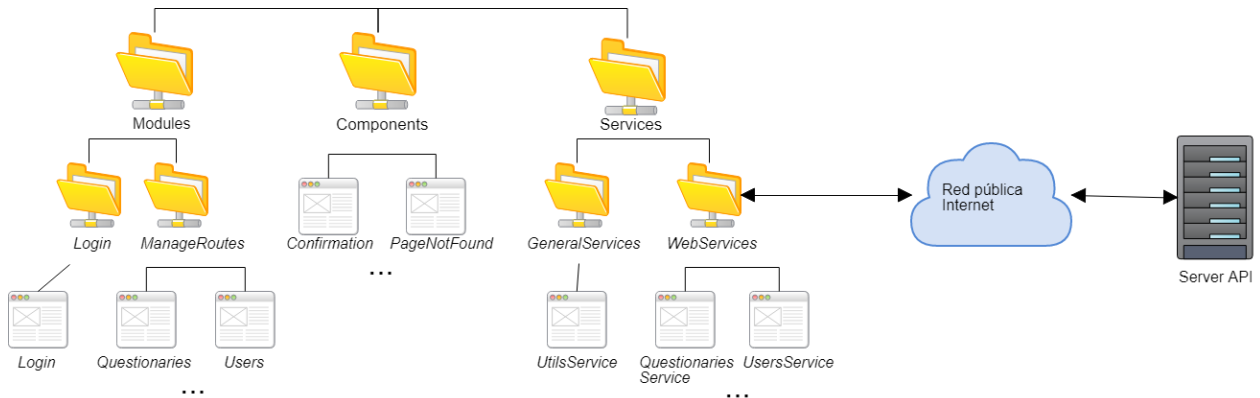 Modules
Components
Services
Red pública
Internet
Login
ManageRoutes
Confirmation
PageNotFound
GeneralServices
WebServices
Server API
...
Login
Questionaries
Users
UtilsService
Questionaries
Service
UsersService
...
...